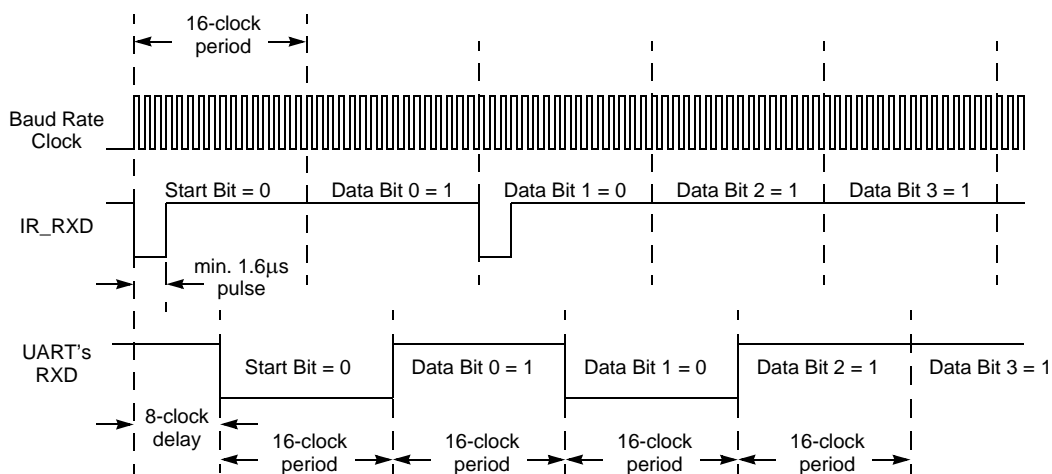 16-clock
period
Baud Rate
Clock
Start Bit = 0
Data Bit 0 = 1
Data Bit 1 = 0
Data Bit 2 = 1
Data Bit 3 = 1
IR_RXD
min. 1.6μs
pulse
UART's
RXD
Start Bit = 0
Data Bit 0 = 1
Data Bit 1 = 0
Data Bit 2 = 1
Data Bit 3 = 1
8-clock
delay
16-clock
period
16-clock
period
16-clock
period
16-clock
period